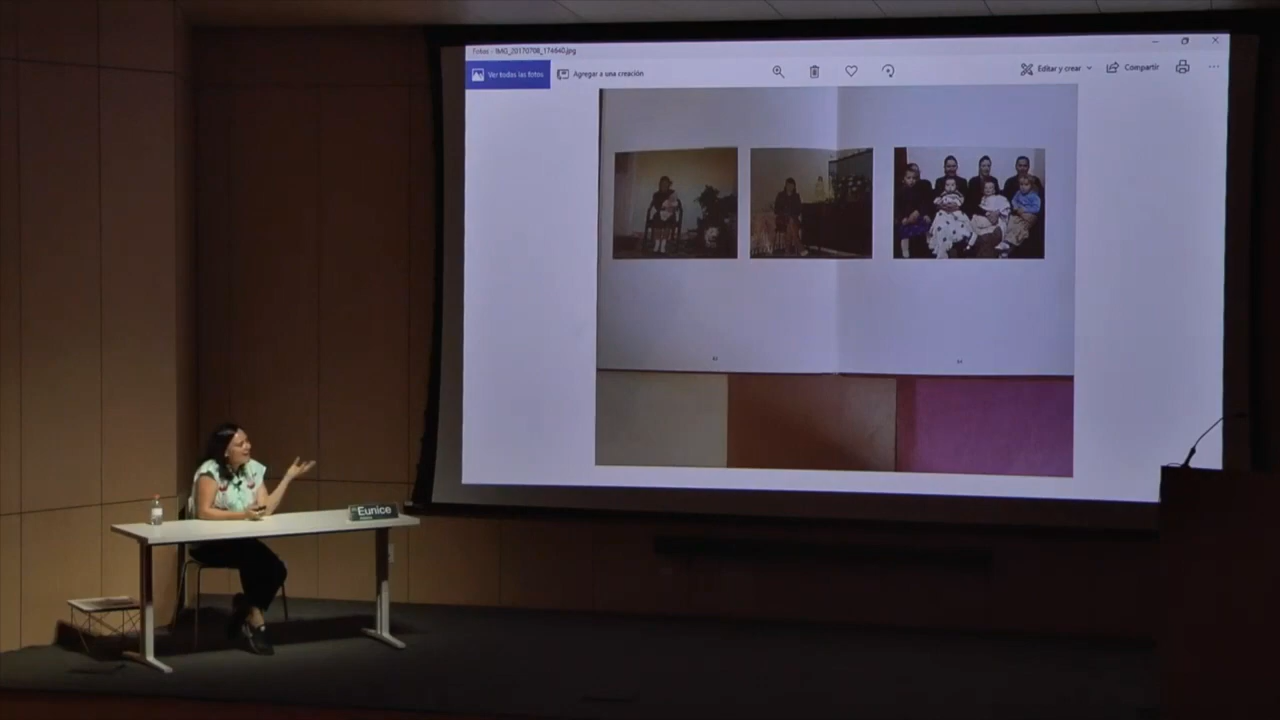 Fotos - IMG_20170708_174640.jpg
Ver todas las fotos
Agregar a una creación
Editar y crear
Compartir
Eunice